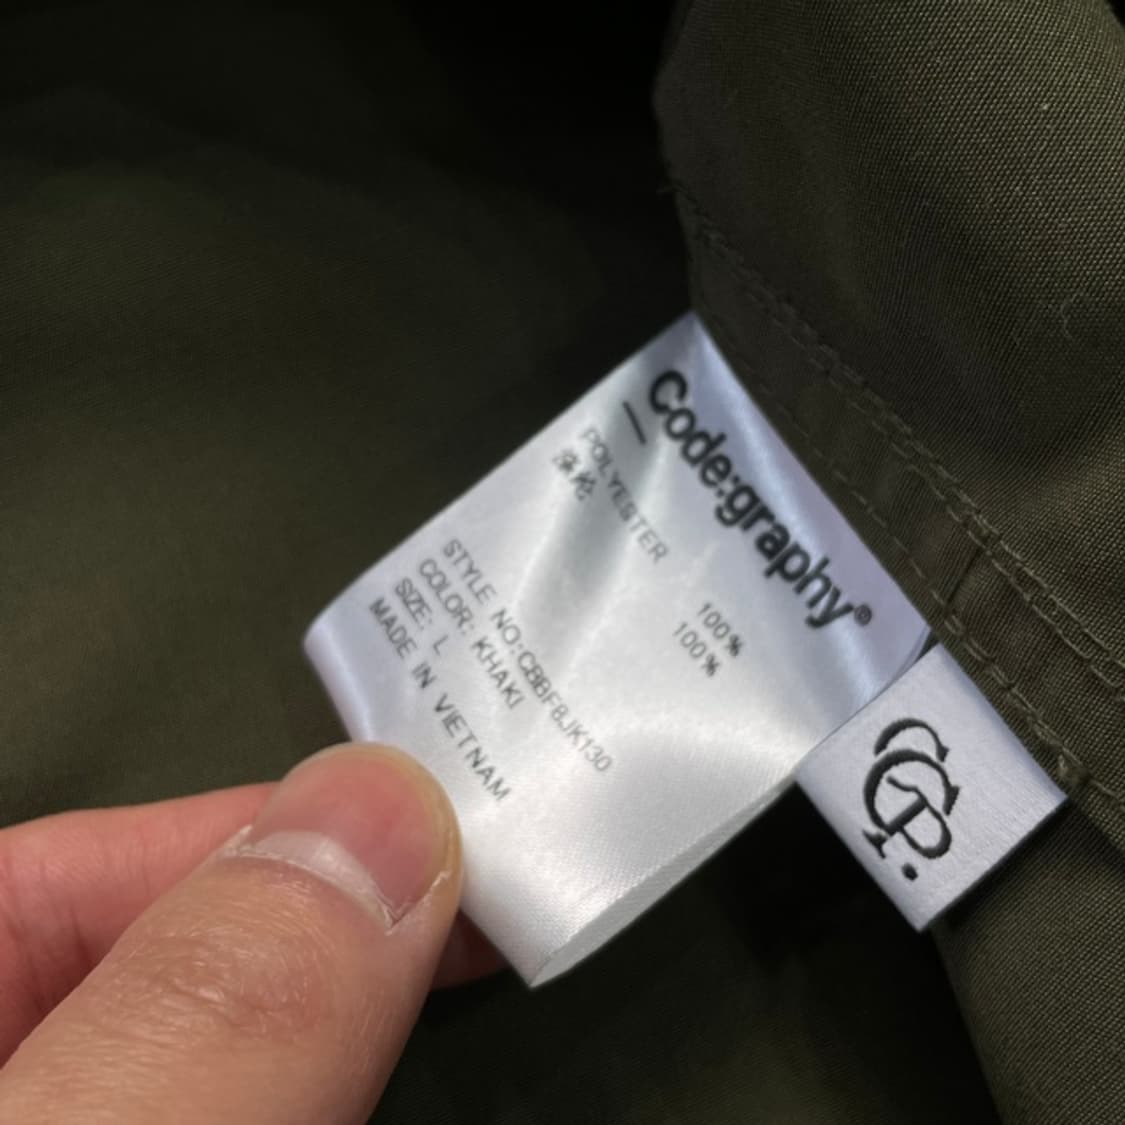 Code:graphy®
POLYESTER 100%
涤纶 100%
STYLE NO:CBBF8JK130
COLOR: KHAKI
SIZE: L
MADE IN VIETNAM
CGP.